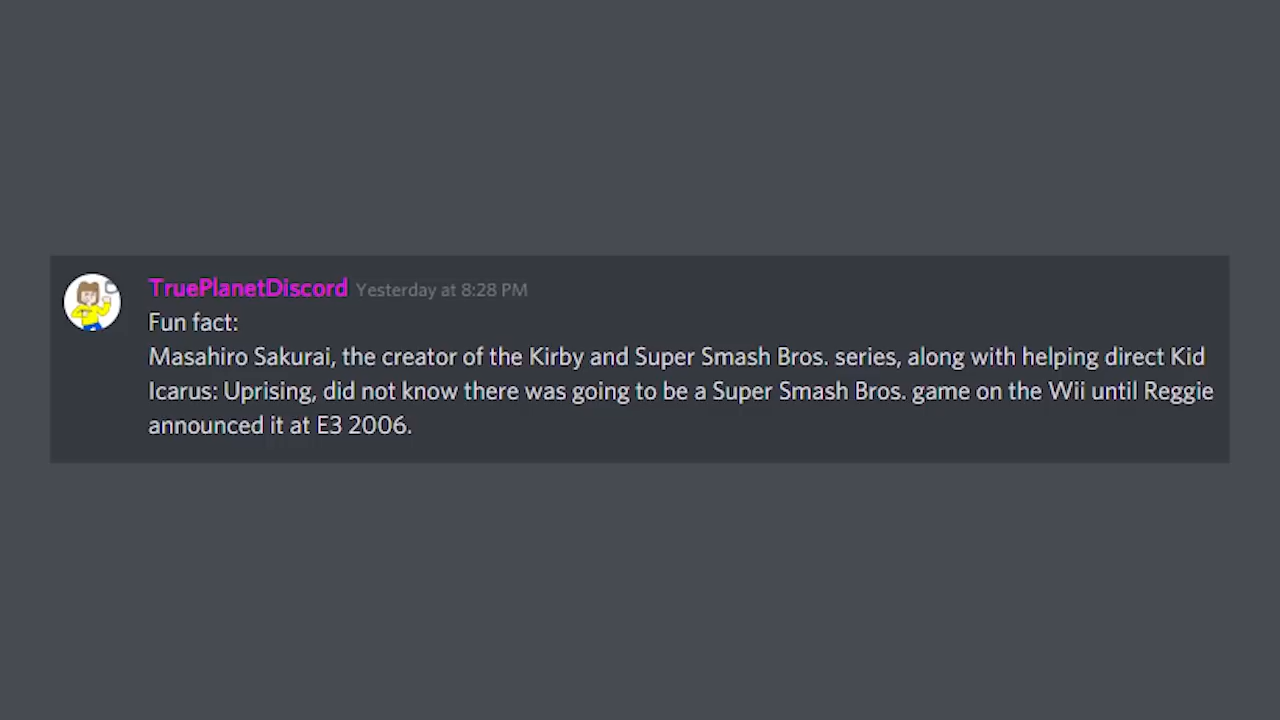 TruePlanetDiscord Yesterday at 8:28 PM
Fun fact:
Masahiro Sakurai, the creator of the Kirby and Super Smash Bros. series, along with helping direct Kid
Icarus: Uprising, did not know there was going to be a Super Smash Bros. game on the Wii until Reggie
announced it at E3 2006.